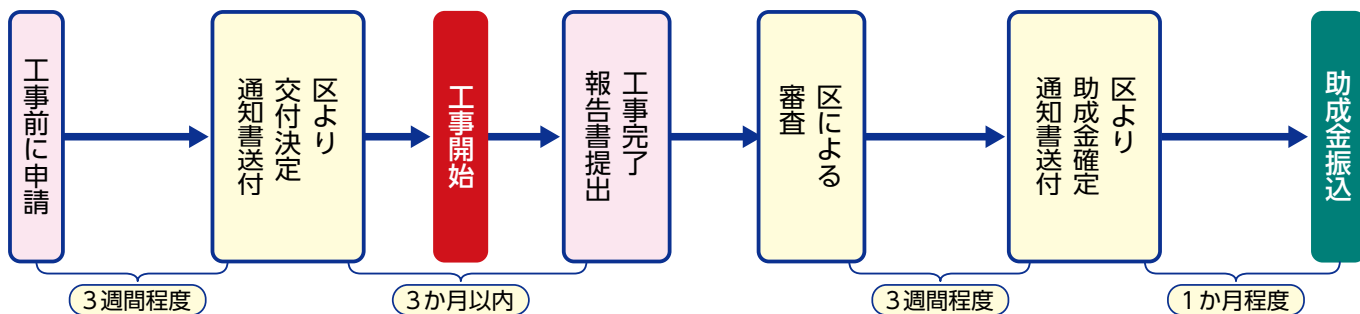 工事前に申請
区より
交付決定
通知書送付
工事開始
工事完了
報告書提出
区による
審査
区より
助成金確定
通知書送付
助成金振込
3週間程度
3か月以内
3週間程度
1か月程度